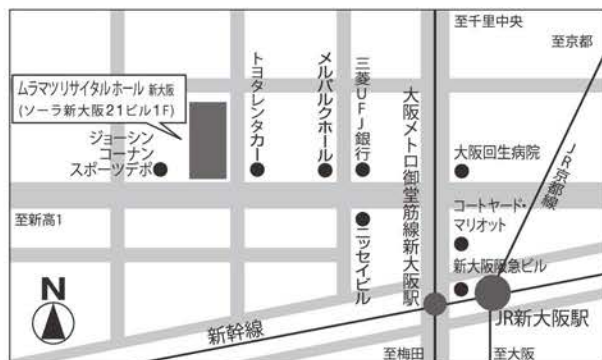 至千里中央
至京都
ムラマツリサイタルホール 新大阪
(ソーラ新大阪21ビル1F)
トヨタレンタカー
メルパルクホール
三菱UFJ銀行
大阪メトロ御堂筋線新大阪駅
ジョーシン
コーナン
スポーツデポ
大阪回生病院
JR京都線
至新高1
ニッセイビル
コートヤード・
マリオット
新大阪阪急ビル
N
新幹線
JR新大阪駅
至梅田
至大阪